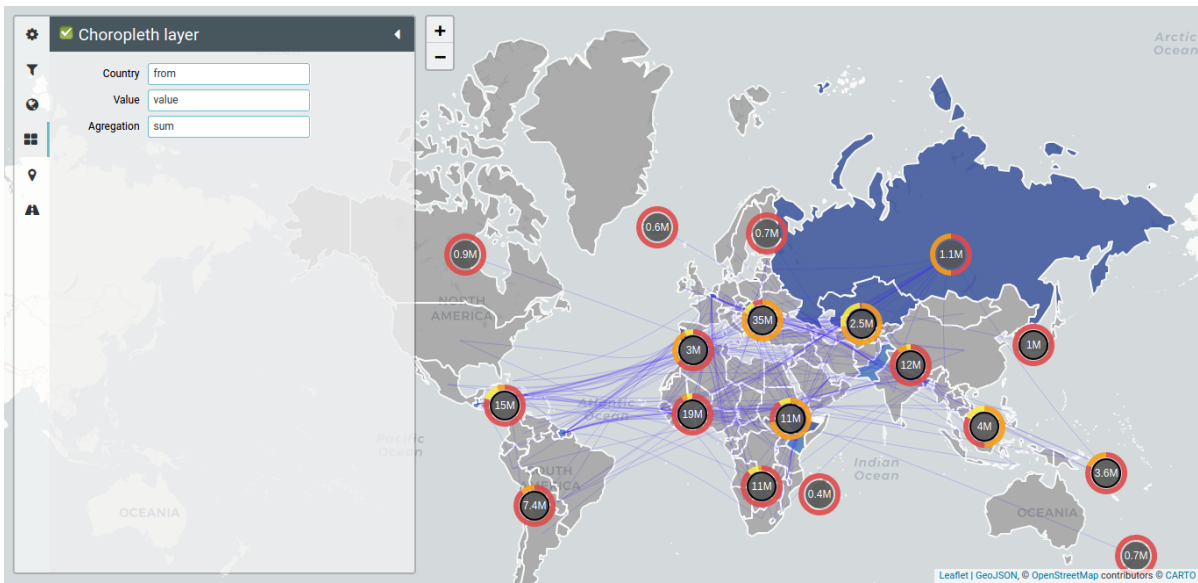 Choropleth layer
Country from
Value value
Agregation sum
+
−
Arctic
Ocean
0.6M
0.7M
0.9M
1.1M
NORTH
AMERICA
35M
2.5M
3M
1M
12M
15M
Atlantic
Ocean
19M
11M
4M
Pacific
Ocean
Indian
Ocean
SOUTH
AMERICA
3.6M
11M
0.4M
7.4M
OCEANIA
OCEANIA
0.7M
Leaflet | GeoJSON, © OpenStreetMap contributors © CARTO